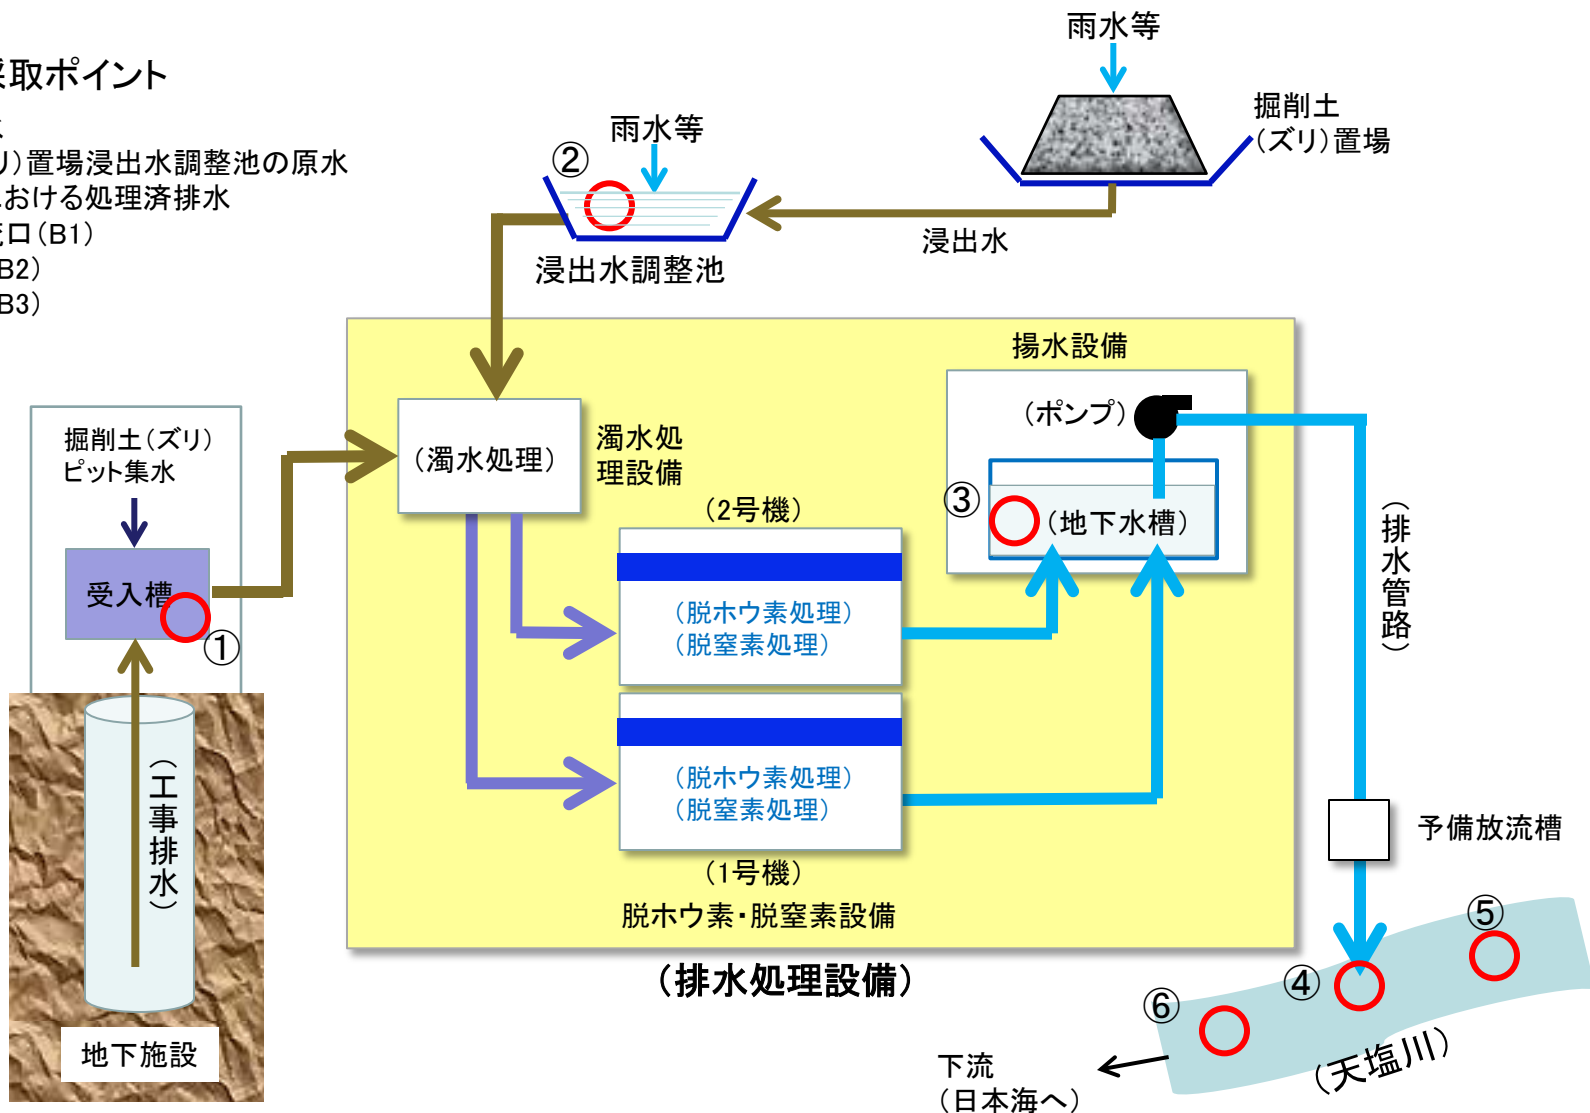 採取ポイント
リ)置場浸出水調整池の原水
おける処理済排水
口(B1)
B2)
B3)
雨水等
掘削土
(ズリ)置場
雨水等
②
浸出水
浸出水調整池
揚水設備
(ポンプ)
(濁水処理)
濁水処
理設備
掘削土(ズリ)
ピット集水
受入槽
①
(2号機)
③
(地下水槽)
(脱ホウ素処理)
(脱窒素処理)
(排水管路)
(脱ホウ素処理)
(脱窒素処理)
(1号機)
脱ホウ素・脱窒素設備
(排水処理設備)
(工事排水)
地下施設
予備放流槽
⑤
④
⑥
(天塩川)
下流
(日本海へ)